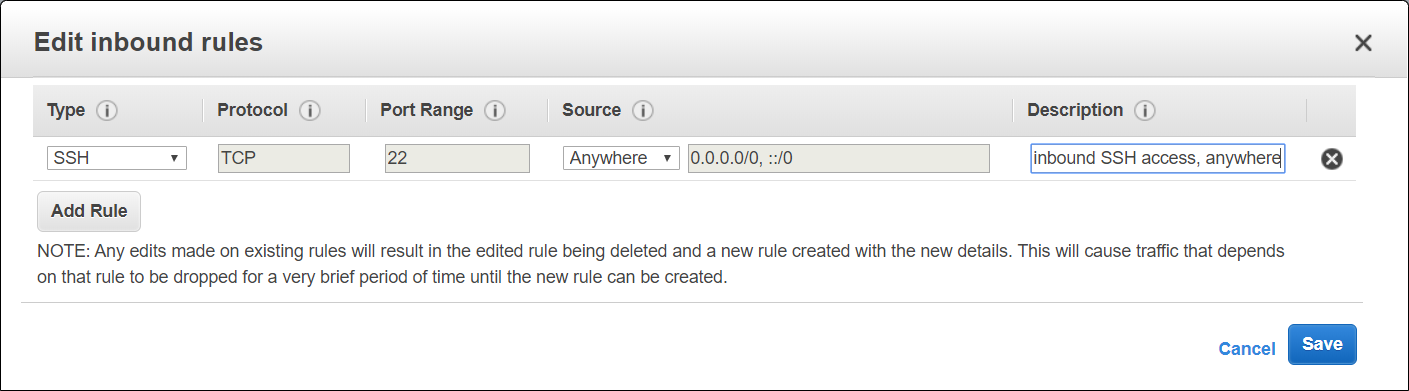 Edit inbound rules
Type Protocol Port Range Source Description
SSH TCP 22 Anywhere 0.0.0.0/0, ::/0 inbound SSH access, anywhere
Add Rule
NOTE: Any edits made on existing rules will result in the edited rule being deleted and a new rule created with the new details. This will cause traffic that depends
on that rule to be dropped for a very brief period of time until the new rule can be created.
Cancel Save